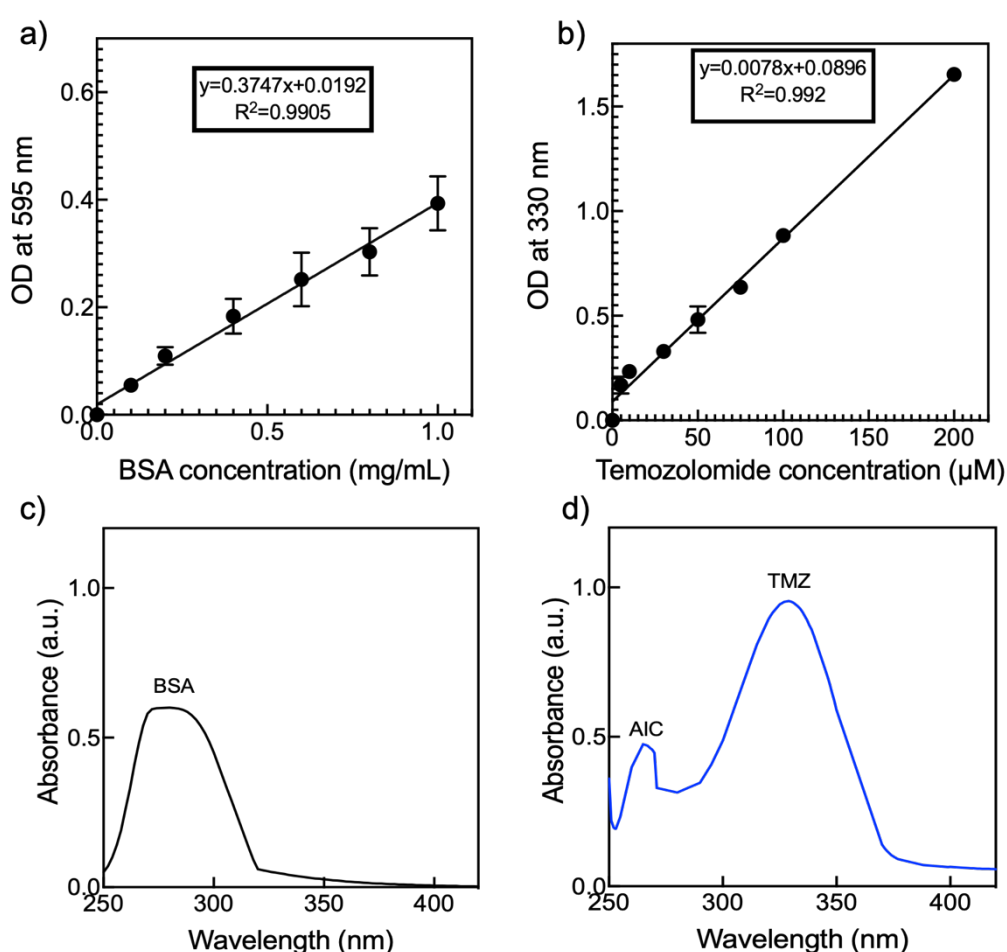 a)
y=0.3747x+0.0192
R²=0.9905
OD at 595 nm
0.6
0.4
0.2
0.0
0.0 0.5 1.0
BSA concentration (mg/mL)
b)
y=0.0078x+0.0896
R²=0.992
OD at 330 nm
1.5
1.0
0.5
0.0
0 50 100 150 200
Temozolomide concentration (µM)
c)
BSA
Absorbance (a.u.)
1.0
0.5
0.0
250 300 350 400
Wavelength (nm)
d)
TMZ
AIC
Absorbance (a.u.)
1.0
0.5
0.0
250 300 350 400
Wavelength (nm)